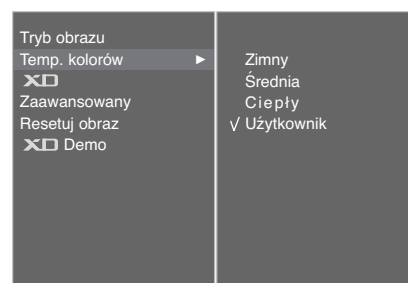 Tryb obrazu
Temp. kolorów ►
XD
Zaawansowany
Resetuj obraz
XD Demo
Zimny
Średnia
Ciepły
√ Użytkownik